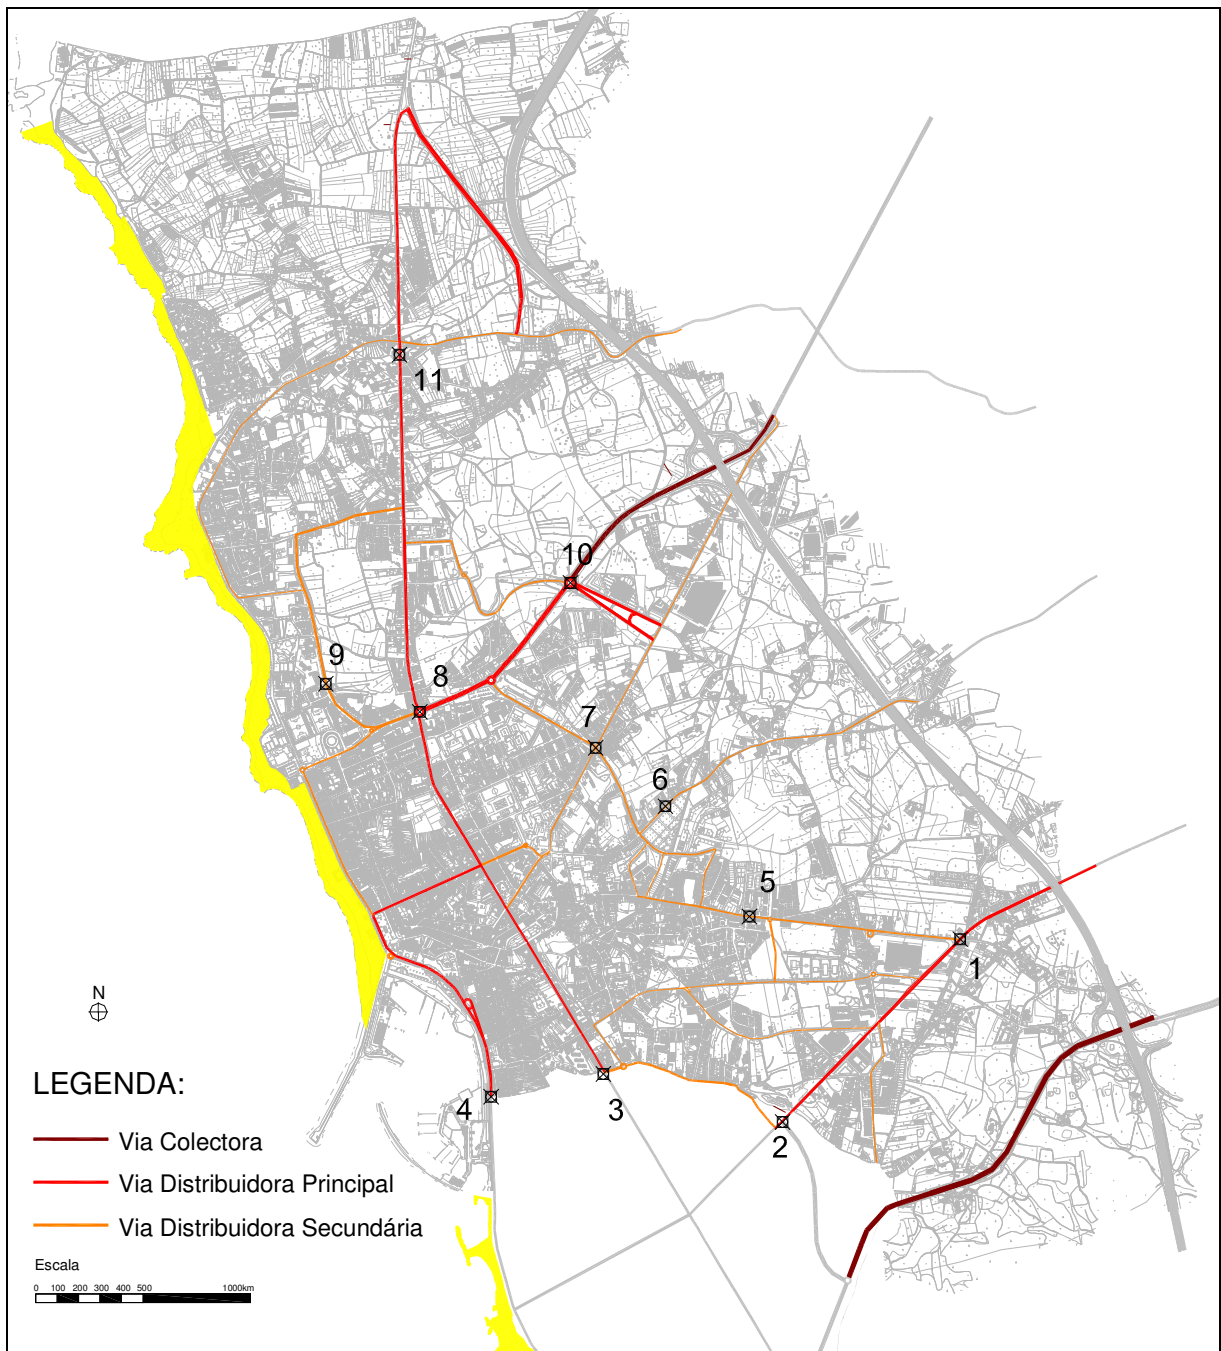 11
10
9
8
7
6
5
1
N
LEGENDA:
4
3
2
Via Colectora
Via Distribuidora Principal
Via Distribuidora Secundária
Escala
0 100 200 300 400 500 1000km